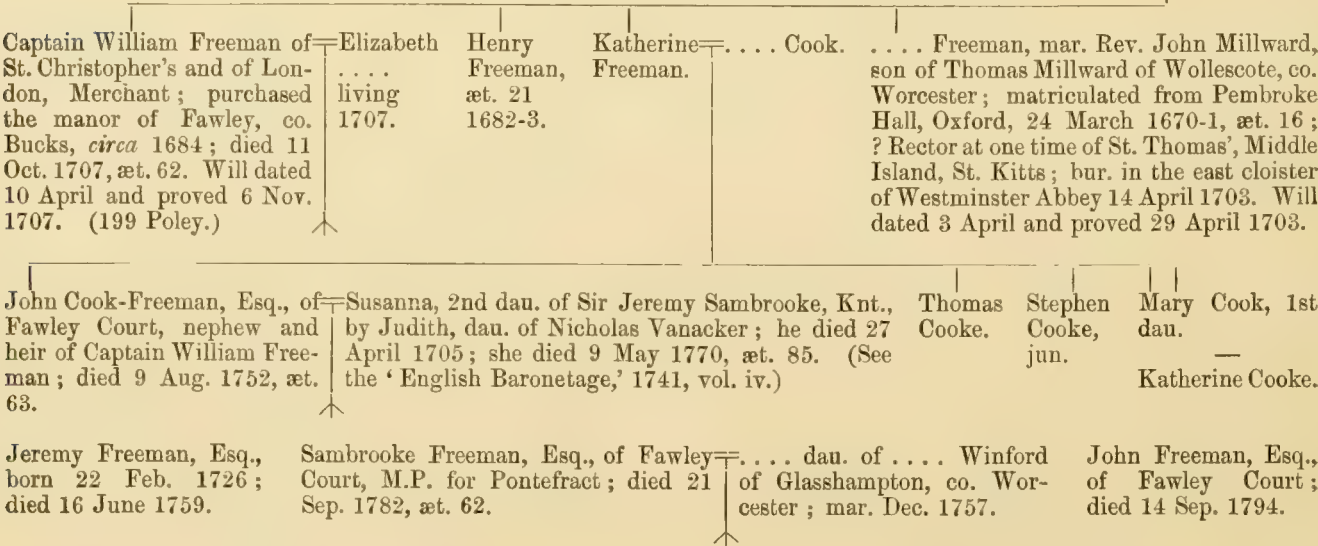 Captain William Freeman of
St. Christopher's and of Lon-
don, Merchant; purchased
the manor of Fawley, co.
Bucks, circa 1684; died 11
Oct. 1707, æt. 62. Will dated
10 April and proved 6 Nov.
1707. (199 Poley.)
Elizabeth
. . . .
living
1707.
Henry
Freeman,
æt. 21
1682-3.
Katherine
Freeman.
. . . . Cook.
. . . . Freeman, mar. Rev. John Millward,
son of Thomas Millward of Wollescote, co.
Worcester; matriculated from Pembroke
Hall, Oxford, 24 March 1670-1, æt. 16;
? Rector at one time of St. Thomas', Middle
Island, St. Kitts; bur. in the east cloister
of Westminster Abbey 14 April 1703. Will
dated 3 April and proved 29 April 1703.
John Cook-Freeman, Esq., of
Fawley Court, nephew and
heir of Captain William Free-
man; died 9 Aug. 1752, æt.
63.
Susanna, 2nd dau. of Sir Jeremy Sambrooke, Knt.,
by Judith, dau. of Nicholas Vanacker; he died 27
April 1705; she died 9 May 1770, æt. 85. (See
the ‘English Baronetage,’ 1741, vol. iv.)
Thomas
Cooke.
Stephen
Cooke,
jun.
Mary Cook, 1st
dau.
—
Katherine Cooke.
Jeremy Freeman, Esq.,
born 22 Feb. 1726;
died 16 June 1759.
Sambrooke Freeman, Esq., of Fawley
Court, M.P. for Pontefract; died 21
Sep. 1782, æt. 62.
. . . . dau. of . . . . Winford
of Glasshampton, co. Wor-
cester; mar. Dec. 1757.
John Freeman, Esq.,
of Fawley Court;
died 14 Sep. 1794.